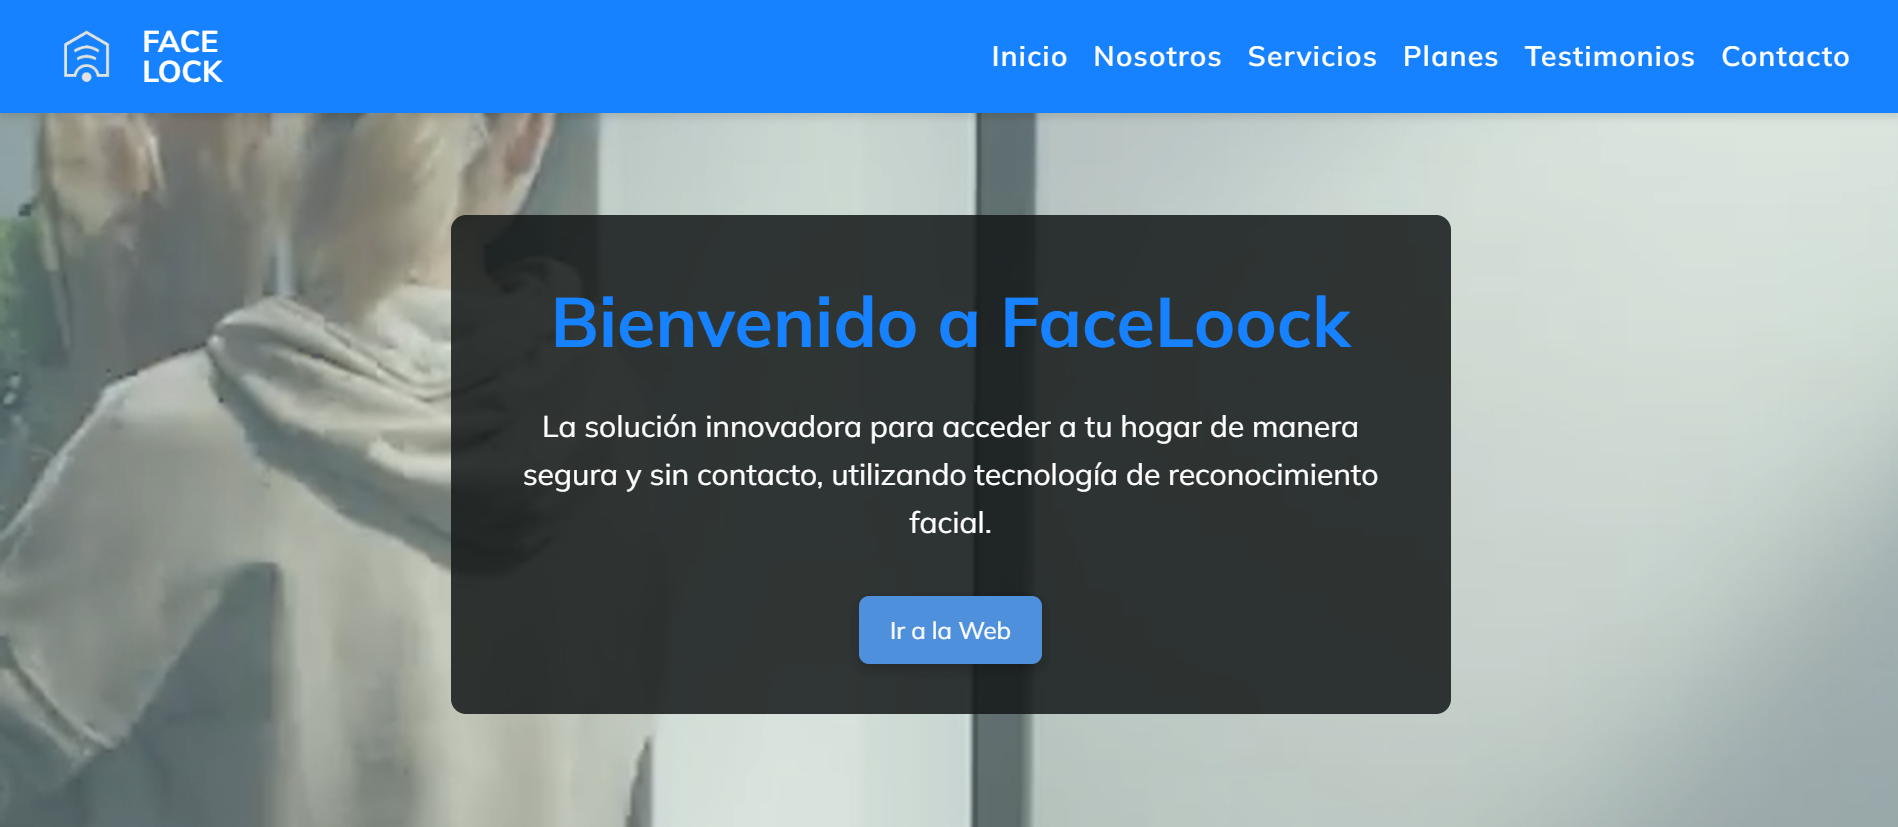 FACE
LOCK
Inicio Nosotros Servicios Planes Testimonios Contacto
Bienvenido a FaceLoock
La solución innovadora para acceder a tu hogar de manera
segura y sin contacto, utilizando tecnología de reconocimiento
facial.
Ir a la Web